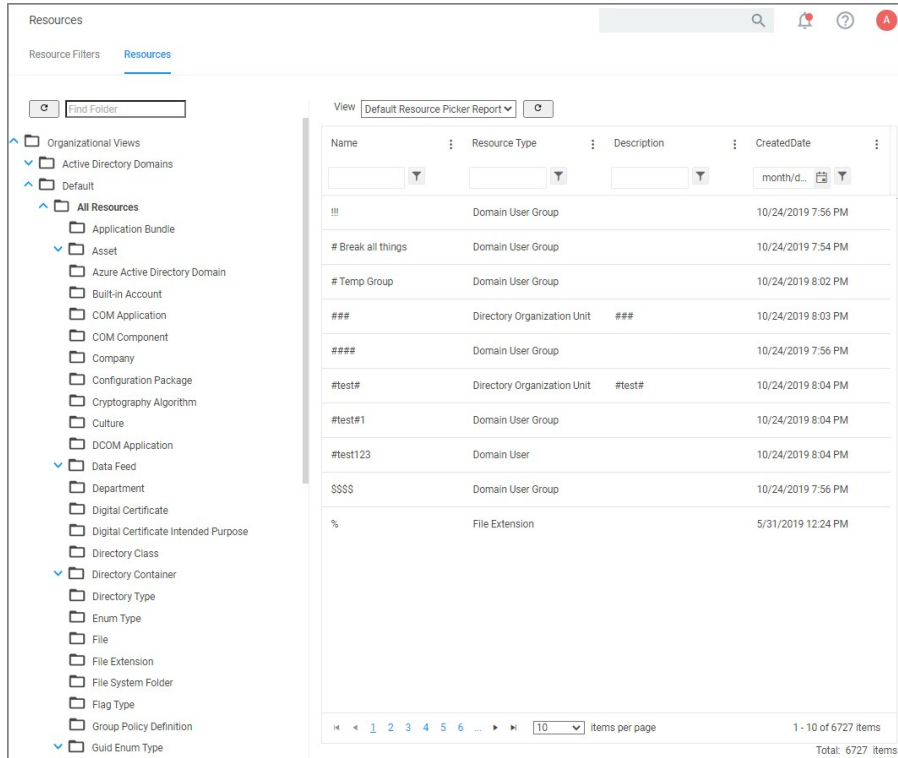 Resources
A
Resource Filters Resources
Find Folder
Organizational Views
Active Directory Domains
Default
All Resources
Application Bundle
Asset
Azure Active Directory Domain
Built-in Account
COM Application
COM Component
Company
Configuration Package
Cryptography Algorithm
Culture
DCOM Application
Data Feed
Department
Digital Certificate
Digital Certificate Intended Purpose
Directory Class
Directory Container
Directory Type
Enum Type
File
File Extension
File System Folder
Flag Type
Group Policy Definition
Guid Enum Type
View Default Resource Picker Report
Name Resource Type Description CreatedDate
month/d...
!!! Domain User Group 10/24/2019 7:56 PM
# Break all things Domain User Group 10/24/2019 7:54 PM
# Temp Group Domain User Group 10/24/2019 8:02 PM
### Directory Organization Unit ### 10/24/2019 8:03 PM
#### Domain User Group 10/24/2019 7:56 PM
#test# Directory Organization Unit #test# 10/24/2019 8:04 PM
#test#1 Domain User Group 10/24/2019 8:04 PM
#test123 Domain User 10/24/2019 8:04 PM
$$$$ Domain User Group 10/24/2019 7:56 PM
% File Extension 5/31/2019 12:24 PM
1 2 3 4 5 6 ... 10 items per page 1 - 10 of 6727 items
Total: 6727 items